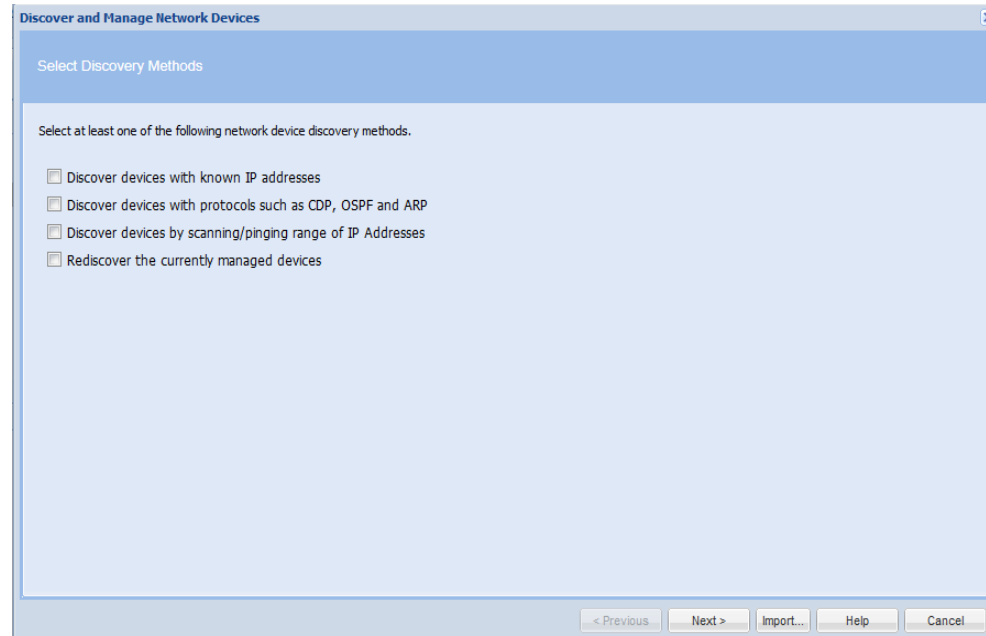 Discover and Manage Network Devices
Select Discovery Methods
Select at least one of the following network device discovery methods.
Discover devices with known IP addresses
Discover devices with protocols such as CDP, OSPF and ARP
Discover devices by scanning/pinging range of IP Addresses
Rediscover the currently managed devices
< Previous Next > Import... Help Cancel